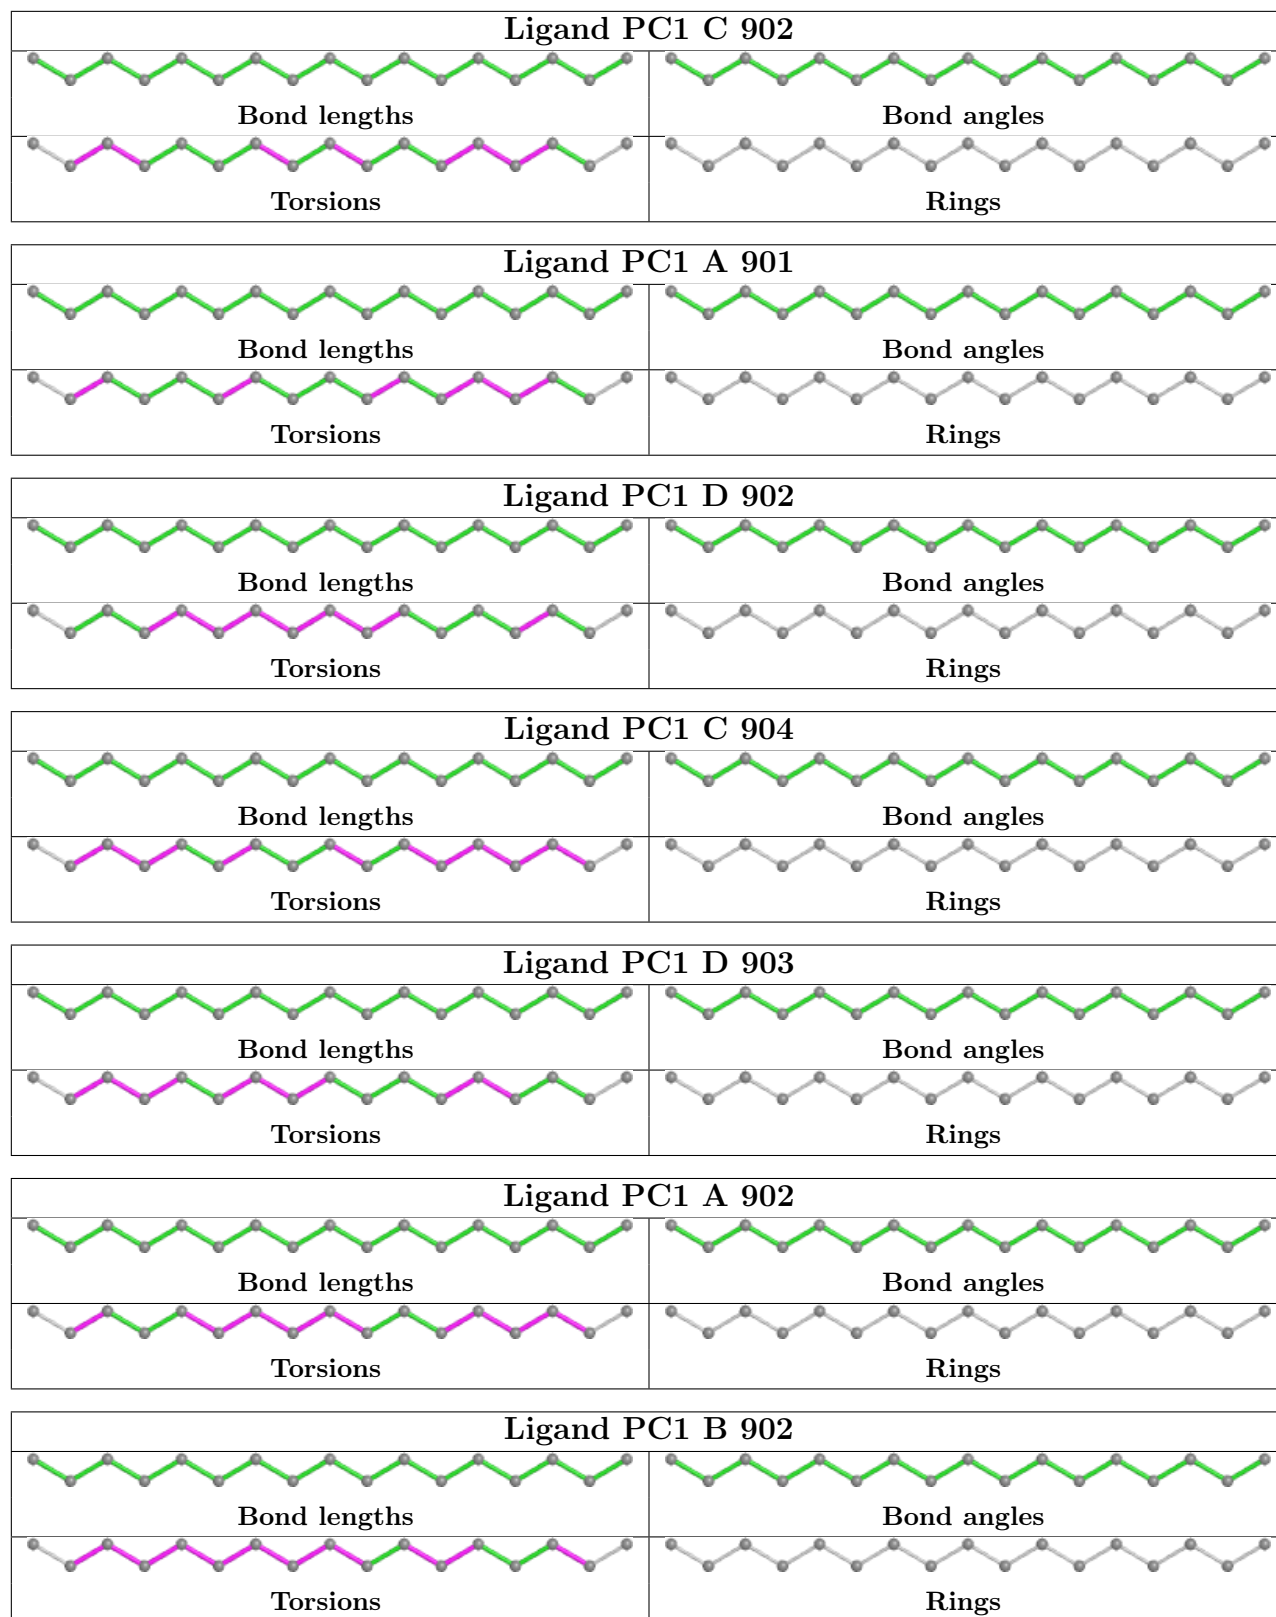 Ligand PC1 C 902
Bond lengths
Bond angles
Torsions
Rings
Ligand PC1 A 901
Bond lengths
Bond angles
Torsions
Rings
Ligand PC1 D 902
Bond lengths
Bond angles
Torsions
Rings
Ligand PC1 C 904
Bond lengths
Bond angles
Torsions
Rings
Ligand PC1 D 903
Bond lengths
Bond angles
Torsions
Rings
Ligand PC1 A 902
Bond lengths
Bond angles
Torsions
Rings
Ligand PC1 B 902
Bond lengths
Bond angles
Torsions
Rings